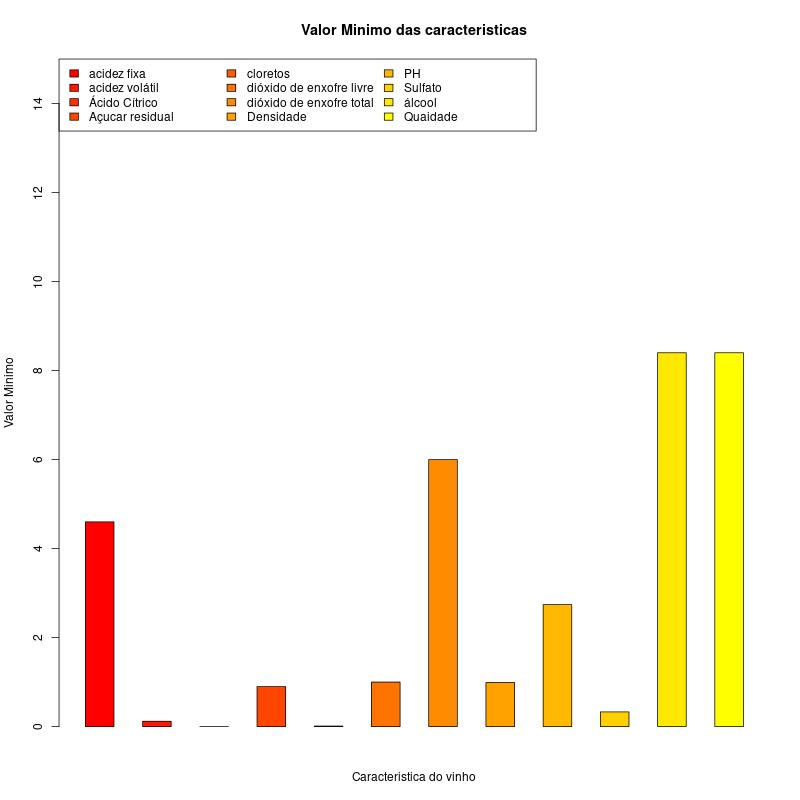 Valor Minimo das caracteristicas
acidez fixa
acidez volátil
Ácido Cítrico
Açucar residual
cloretos
dióxido de enxofre livre
dióxido de enxofre total
Densidade
PH
Sulfato
álcool
Quaidade
Valor Minimo
14
12
10
8
6
4
2
0
Caracteristica do vinho